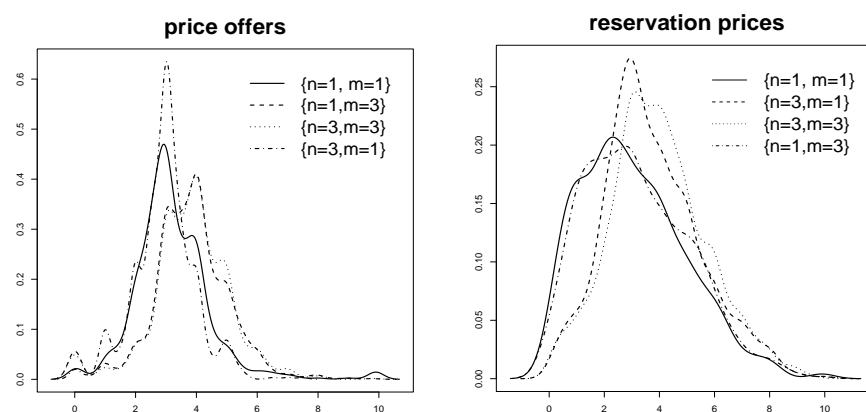 price offers
0.6
0.5
0.4
0.3
0.2
0.1
0.0
0 2 4 6 8 10
{n=1, m=1}
{n=1,m=3}
{n=3,m=3}
{n=3,m=1}
reservation prices
0.25
0.20
0.15
0.10
0.05
0.00
0 2 4 6 8 10
{n=1, m=1}
{n=3,m=1}
{n=3,m=3}
{n=1,m=3}